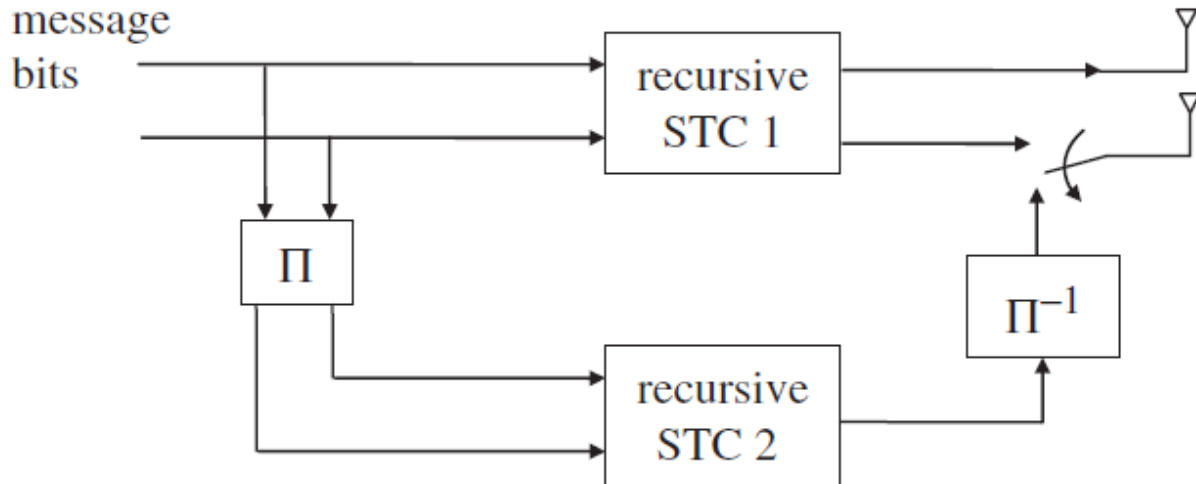 message
bits
recursive
STC 1
Π
Π⁻¹
recursive
STC 2